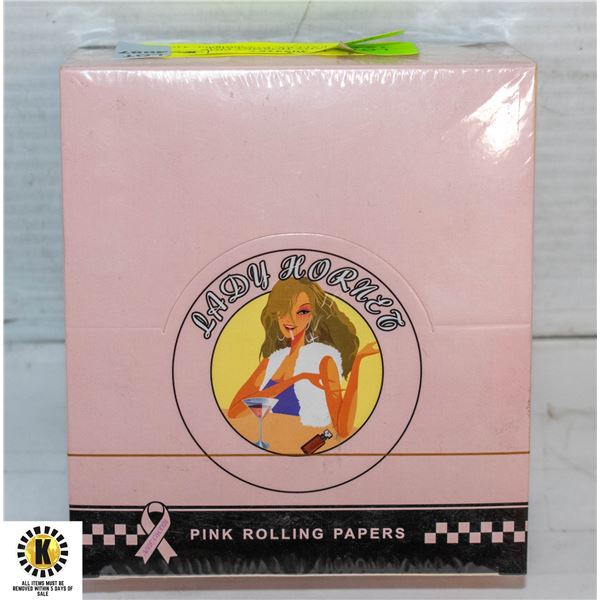 LADY HORNET
PINK ROLLING PAPERS
K
ALL ITEMS MUST BE
REMOVED WITHIN 5 DAYS OF
SALE